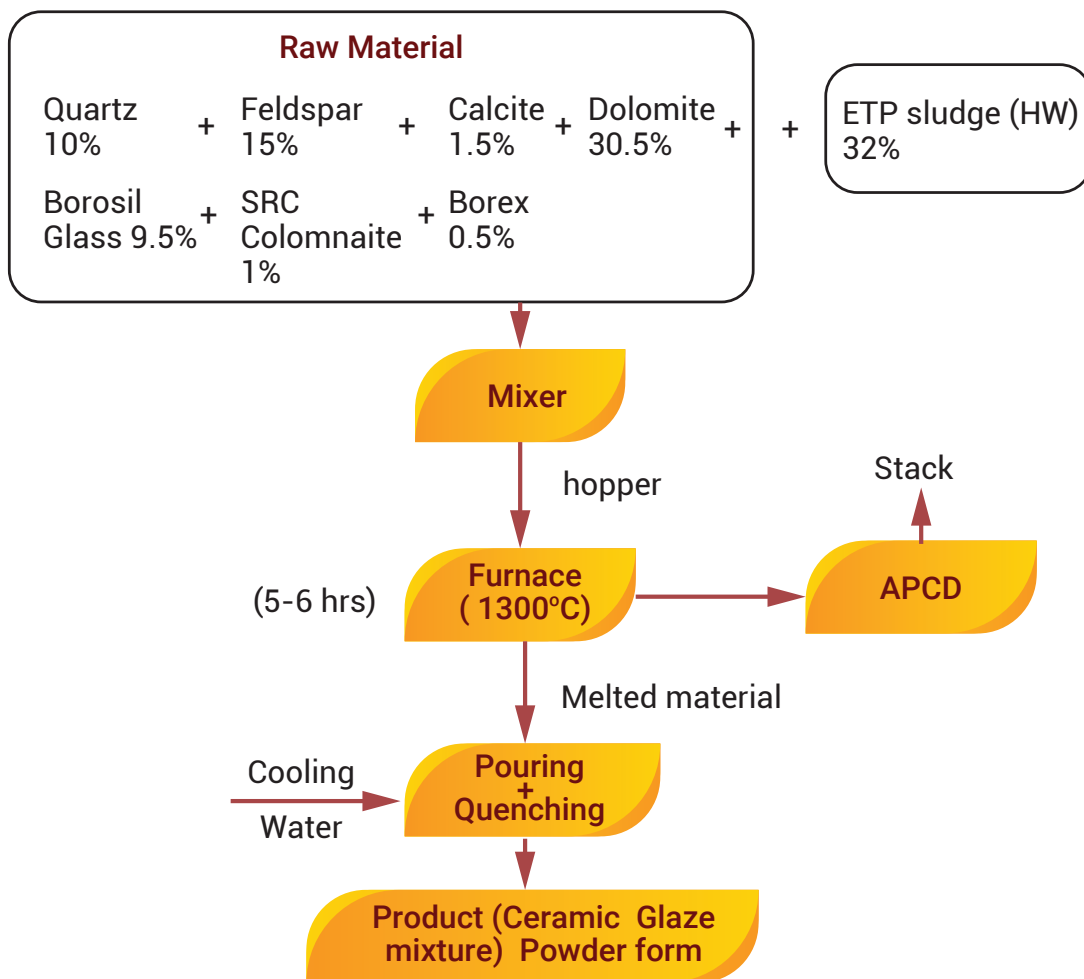 Raw Material
Quartz
10%
+
Feldspar
15%
+
Calcite
1.5%
+
Dolomite
30.5%
+
+
ETP sludge (HW)
32%
Borosil
Glass 9.5%
+
SRC
Colomnaite
1%
+
Borex
0.5%
Mixer
hopper
Stack
(5-6 hrs)
Furnace
( 1300°C)
APCD
Melted material
Cooling
Water
Pouring
+
Quenching
Product (Ceramic Glaze
mixture) Powder form